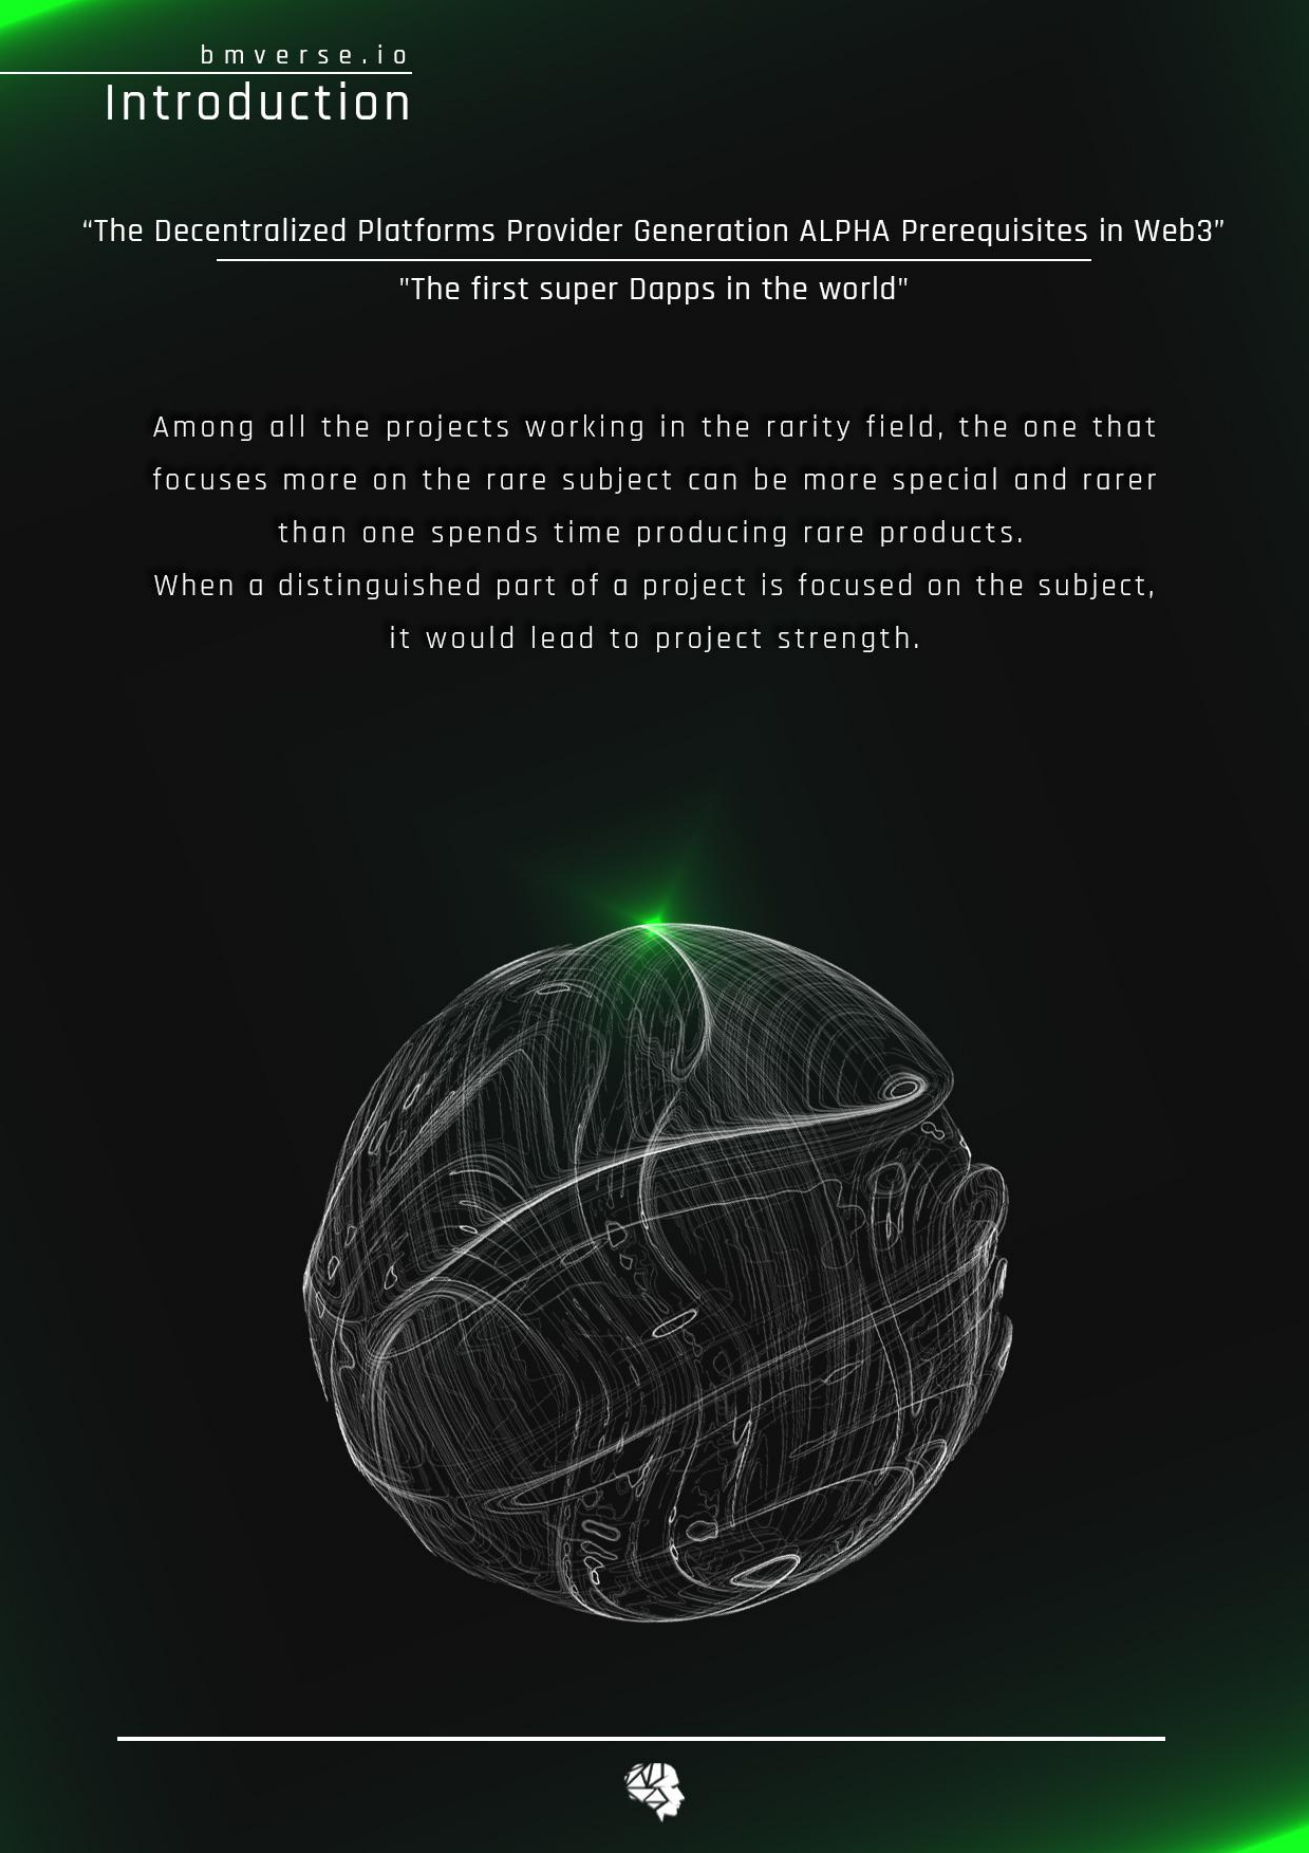 bmverse.io
Introduction
“The Decentralized Platforms Provider Generation ALPHA Prerequisites in Web3”
"The first super Dapps in the world"
Among all the projects working in the rarity field, the one that
focuses more on the rare subject can be more special and rarer
than one spends time producing rare products.
When a distinguished part of a project is focused on the subject,
it would lead to project strength.